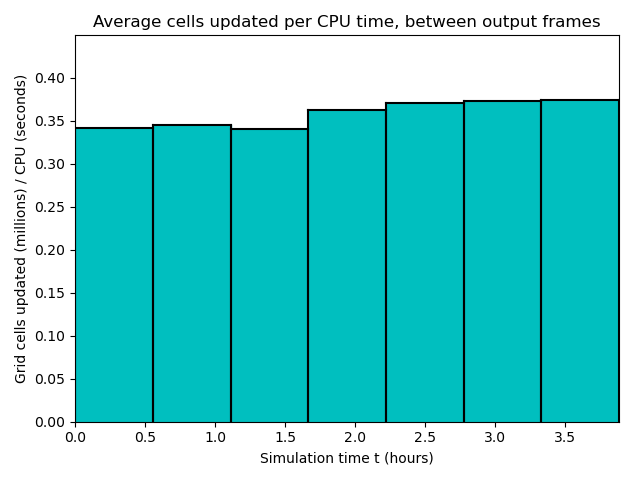 Average cells updated per CPU time, between output frames
Grid cells updated (millions) / CPU (seconds)
0.40
0.35
0.30
0.25
0.20
0.15
0.10
0.05
0.00
0.0 0.5 1.0 1.5 2.0 2.5 3.0 3.5
Simulation time t (hours)